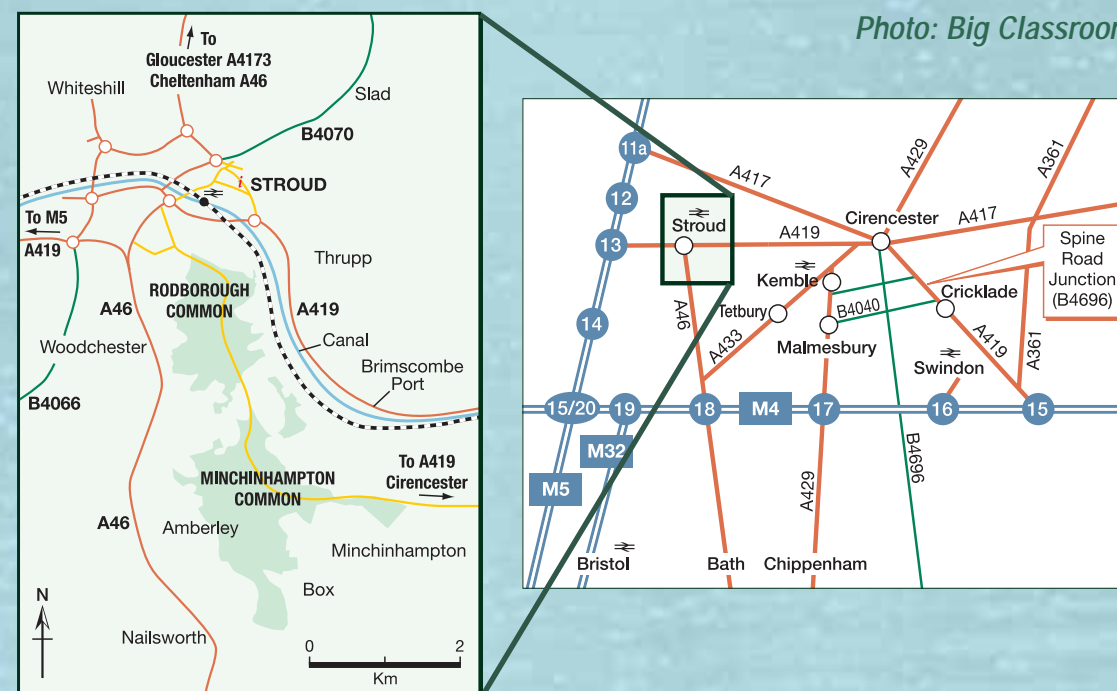 Photo: Big Classroom
To
Gloucester A4173
Cheltenham A46
Whiteshill
Slad
B4070
i STROUD
To M5
A419
Thrupp
RODBOROUGH
COMMON
A46
A419
Canal
Woodchester
Brimscombe
Port
B4066
To A419
Cirencester
MINCHINHAMPTON
COMMON
A46
Amberley
Minchinhampton
Box
N
Nailsworth
0
2
Km
11a
A417
A429
A361
12
Stroud
Cirencester
A417
13
A419
Spine
Road
Junction
(B4696)
Kemble
Cricklade
B4040
Tetbury
A46
14
A433
Malmesbury
A419
A361
Swindon
15/20
19
18
M4
17
16
15
M32
B4696
M5
A429
Bristol
Bath
Chippenham